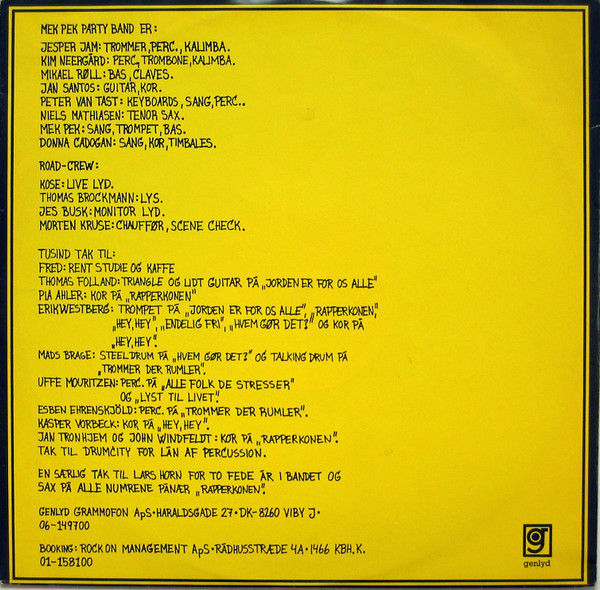 MEK PEK PARTY BAND ER:
JESPER JAM: TROMMER, PERC., KALIMBA.
KIM NEERGÅRD: PERC., TROMBONE, KALIMBA.
MIKAEL RØLL: BAS, CLAVES.
JAN SANTOS: GUITAR, KOR.
PETER VAN TAST: KEYBOARDS, SANG, PERC..
NIELS MATHIASEN: TENOR SAX.
MEK PEK: SANG, TROMPET, BAS.
DONNA CADOGAN: SANG, KOR, TIMBALES.
ROAD-CREW:
KOSE: LIVE LYD.
THOMAS BROCKMANN: LYS.
JES BUSK: MONITOR LYD.
MORTEN KRUSE: CHAUFFØR, SCENE CHECK.
TUSIND TAK TIL:
FRED: RENT STUDIE OG KAFFE
THOMAS FOLLAND: TRIANGLE OG LIDT GUITAR PÅ „JORDEN ER FOR OS ALLE"
PIA AHLER: KOR PÅ „RAPPERKONEN"
ERIK WESTBERG: TROMPET PÅ „JORDEN ER FOR OS ALLE", „RAPPERKONEN",
„HEY, HEY", „ENDELIG FRI", „HVEM GØR DET?" OG KOR PÅ
„HEY, HEY".
MADS BRAGE: STEELDRUM PÅ „HVEM GØR DET?" OG TALKING DRUM PÅ
„TROMMER DER RUMLER".
UFFE MOURITZEN: PERC. PÅ „ALLE FOLK DE STRESSER"
OG „LYST TIL LIVET".
ESBEN EHRENSKJÖLD: PERC. PÅ „TROMMER DER RUMLER".
KASPER VORBECK: KOR PÅ „HEY, HEY".
JAN TRONHJEM OG JOHN WINDFELDT: KOR PÅ „RAPPERKONEN".
TAK TIL DRUMCITY FOR LÅN AF PERCUSSION.
EN SÆRLIG TAK TIL LARS HORN FOR TO FEDE ÅR I BANDET OG
SAX PÅ ALLE NUMRENE PÅNÆR „RAPPERKONEN".
GENLYD GRAMMOFON ApS · HARALDSGADE 27 · DK-8260 VIBY J ·
06-149700
BOOKING: ROCK ON MANAGEMENT ApS · RÅDHUSSTRÆDE 4A · 1466 KBH. K.
01-158100
g
genlyd